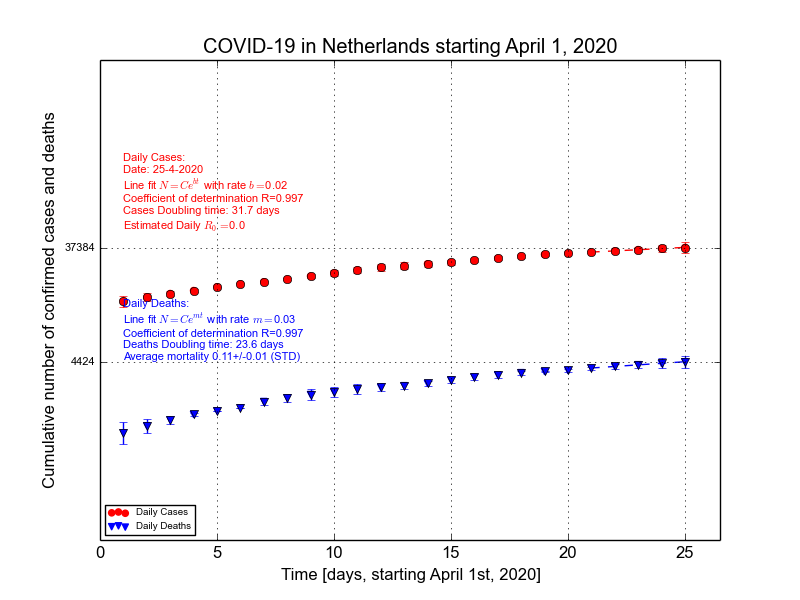 COVID-19 in Netherlands starting April 1, 2020
Cumulative number of confirmed cases and deaths
Daily Cases:
Date: 25-4-2020
Line fit N=Ce^{bt} with rate b=0.02
Coefficient of determination R=0.997
Cases Doubling time: 31.7 days
Estimated Daily R_0:=0.0
37384
Daily Deaths:
Line fit N=Ce^{mt} with rate m=0.03
Coefficient of determination R=0.997
Deaths Doubling time: 23.6 days
Average mortality 0.11+/-0.01 (STD)
4424
Daily Cases
Daily Deaths
0 5 10 15 20 25
Time [days, starting April 1st, 2020]